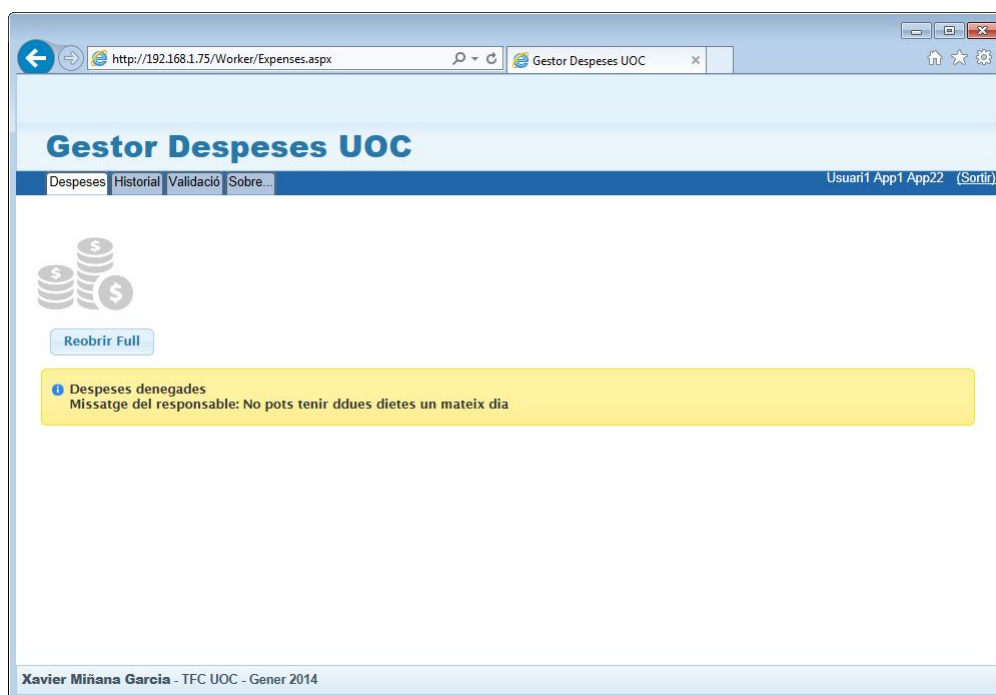 http://192.168.1.75/Worker/Expenses.aspx
Gestor Despeses UOC
Gestor Despeses UOC
Despeses Historial Validació Sobre... Usuari1 App1 App22 (Sortir)
Reobrir Full
Despeses denegades
Missatge del responsable: No pots tenir ddues dietes un mateix dia
Xavier Miñana Garcia - TFC UOC - Gener 2014